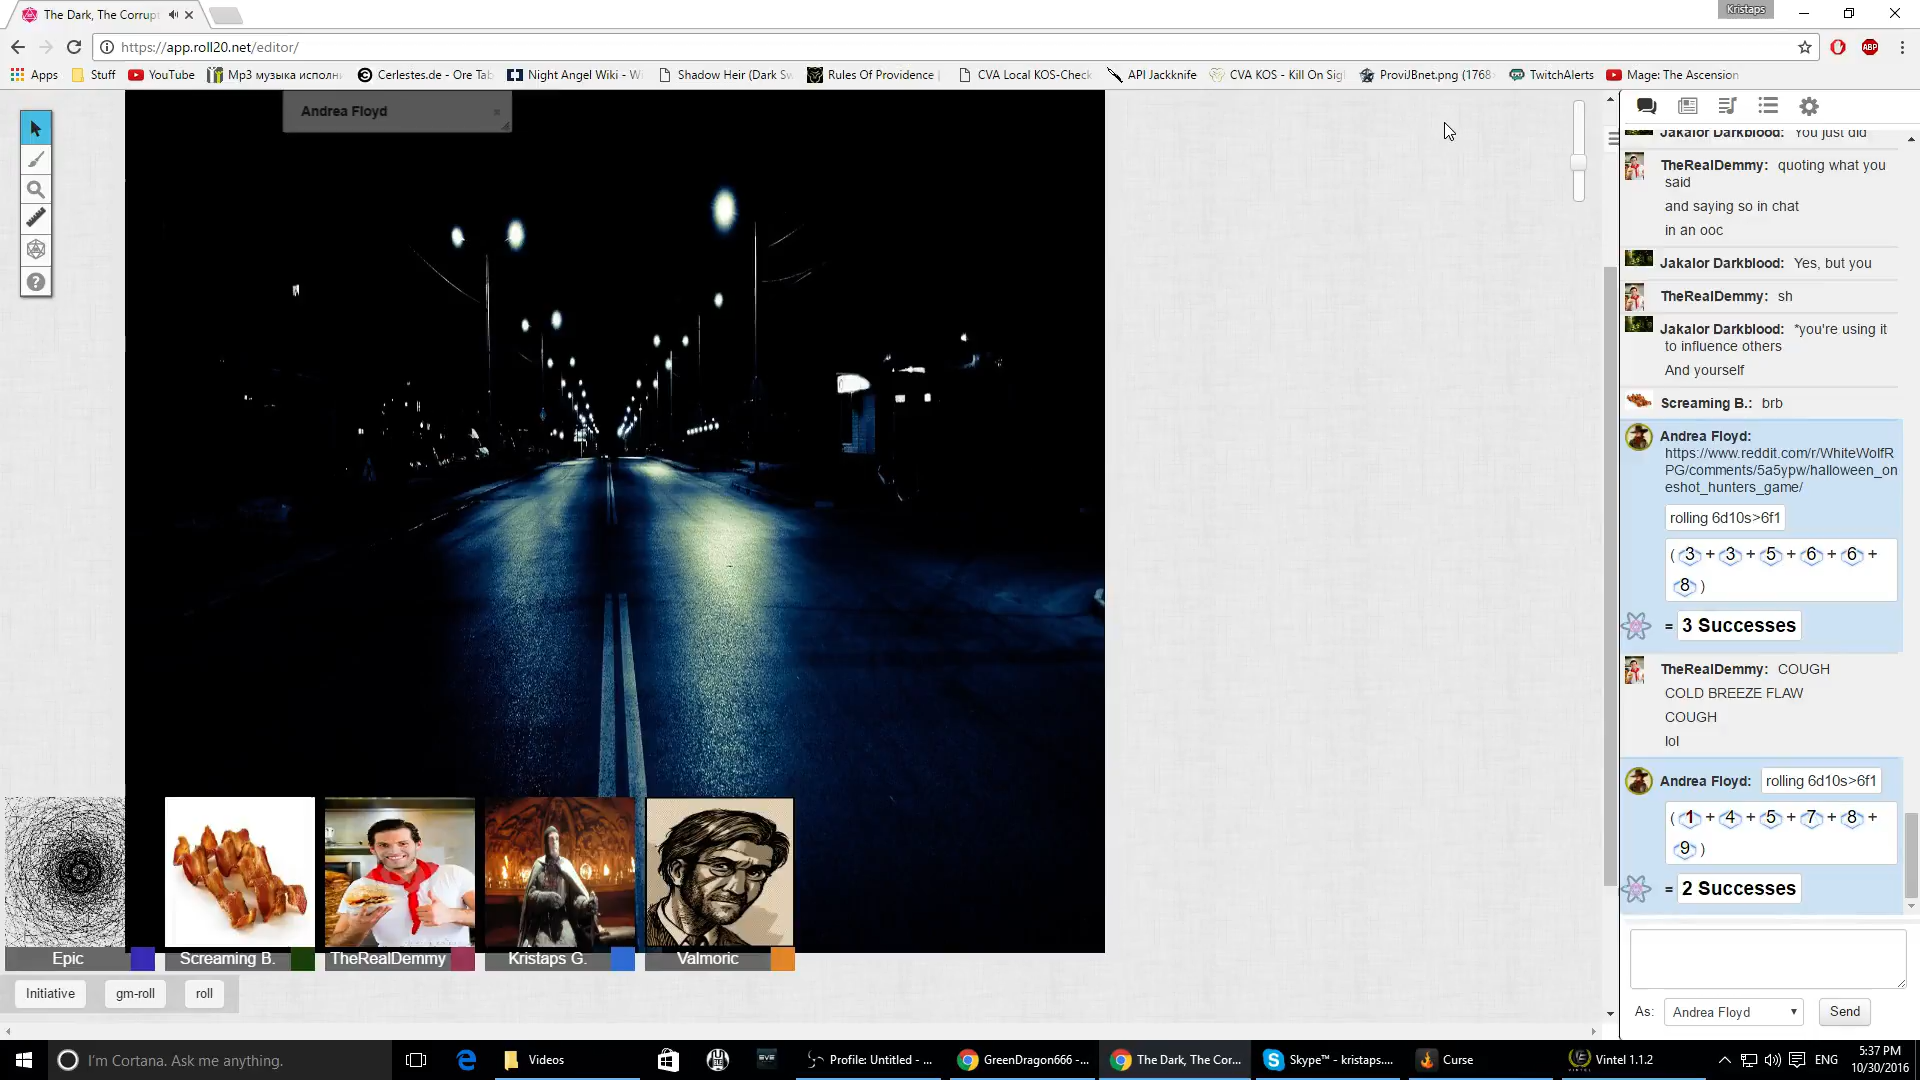 The Dark, The Corrupt
Kristaps
https://app.roll20.net/editor/
Apps
Stuff
YouTube
Mp3 музыка исполн
Cerlestes.de - Ore Tab
Night Angel Wiki - Wi
Shadow Heir (Dark Sw
Rules Of Providence
CVA Local KOS-Check
API Jackknife
CVA KOS - Kill On Sigl
ProviJBnet.png (1768
TwitchAlerts
Mage: The Ascension
ABP
Andrea Floyd
Jakalor Darkblood: You just did
TheRealDemmy: quoting what you
said
and saying so in chat
in an ooc
Jakalor Darkblood: Yes, but you
TheRealDemmy: sh
Jakalor Darkblood: *you're using it
to influence others
And yourself
Screaming B.: brb
Andrea Floyd:
https://www.reddit.com/r/WhiteWolfR
PG/comments/5a5ypw/halloween_on
eshot_hunters_game/
rolling 6d10s>6f1
(3+3+5+6+6+
8)
= 3 Successes
TheRealDemmy: COUGH
COLD BREEZE FLAW
COUGH
lol
Andrea Floyd: rolling 6d10s>6f1
(1+4+5+7+8+
9)
= 2 Successes
As: Andrea Floyd
Send
Epic
Screaming B.
TheRealDemmy
Kristaps G.
Valmoric
Initiative
gm-roll
roll
I'm Cortana. Ask me anything.
Videos
Profile: Untitled - ...
GreenDragon666 -...
The Dark, The Cor...
Skype™ - kristaps....
Curse
Vintel 1.1.2
ENG
5:37 PM
10/30/2016